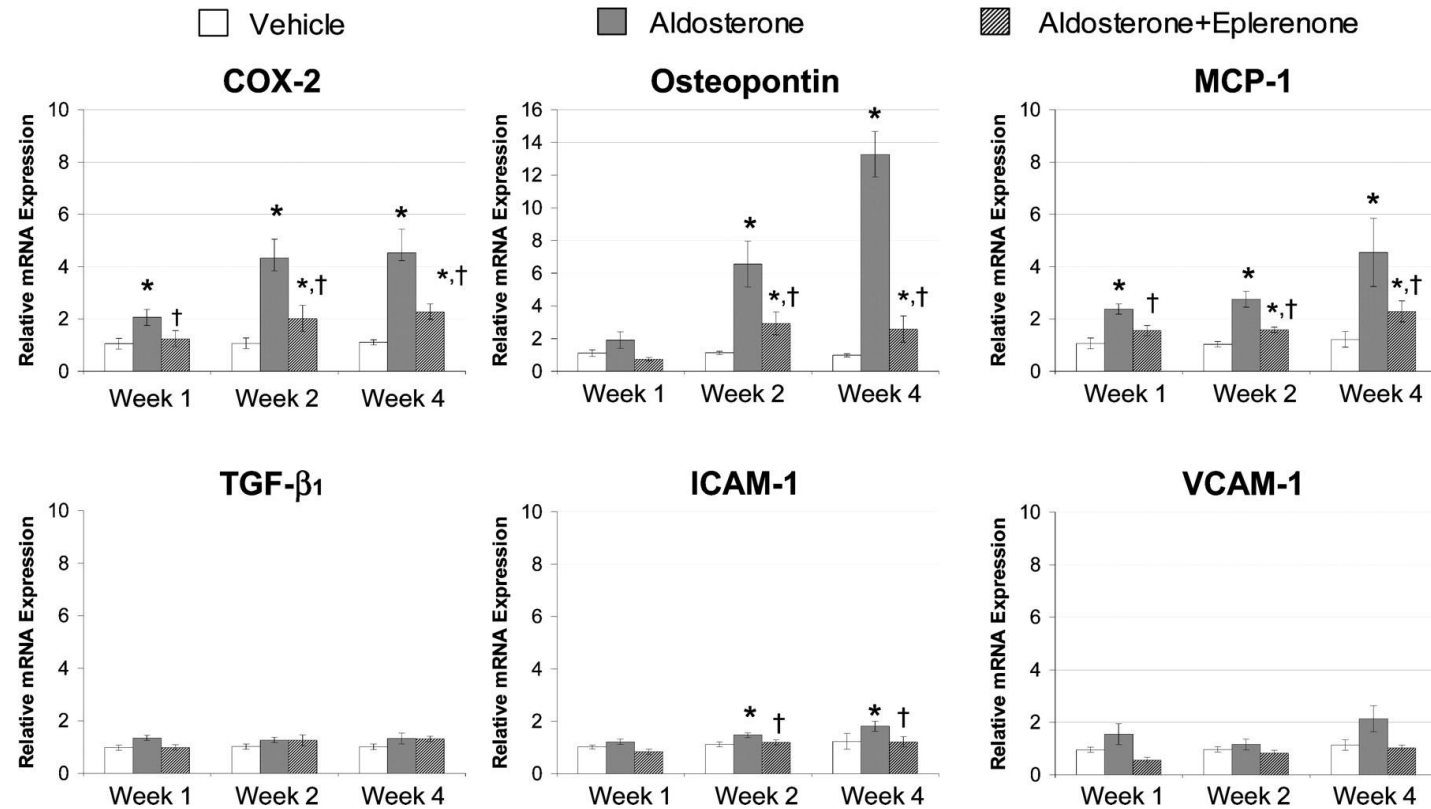 Vehicle Aldosterone Aldosterone+Eplerenone
COX-2
Relative mRNA Expression
10
8
6
4
2
0
* † * *,† * *,†
Week 1 Week 2 Week 4
Osteopontin
Relative mRNA Expression
16
14
12
10
8
6
4
2
0
* *,† * *,†
Week 1 Week 2 Week 4
MCP-1
Relative mRNA Expression
10
8
6
4
2
0
* † * *,† * *,†
Week 1 Week 2 Week 4
TGF-β₁
Relative mRNA Expression
10
8
6
4
2
0
Week 1 Week 2 Week 4
ICAM-1
Relative mRNA Expression
10
8
6
4
2
0
* † * †
Week 1 Week 2 Week 4
VCAM-1
Relative mRNA Expression
10
8
6
4
2
0
Week 1 Week 2 Week 4